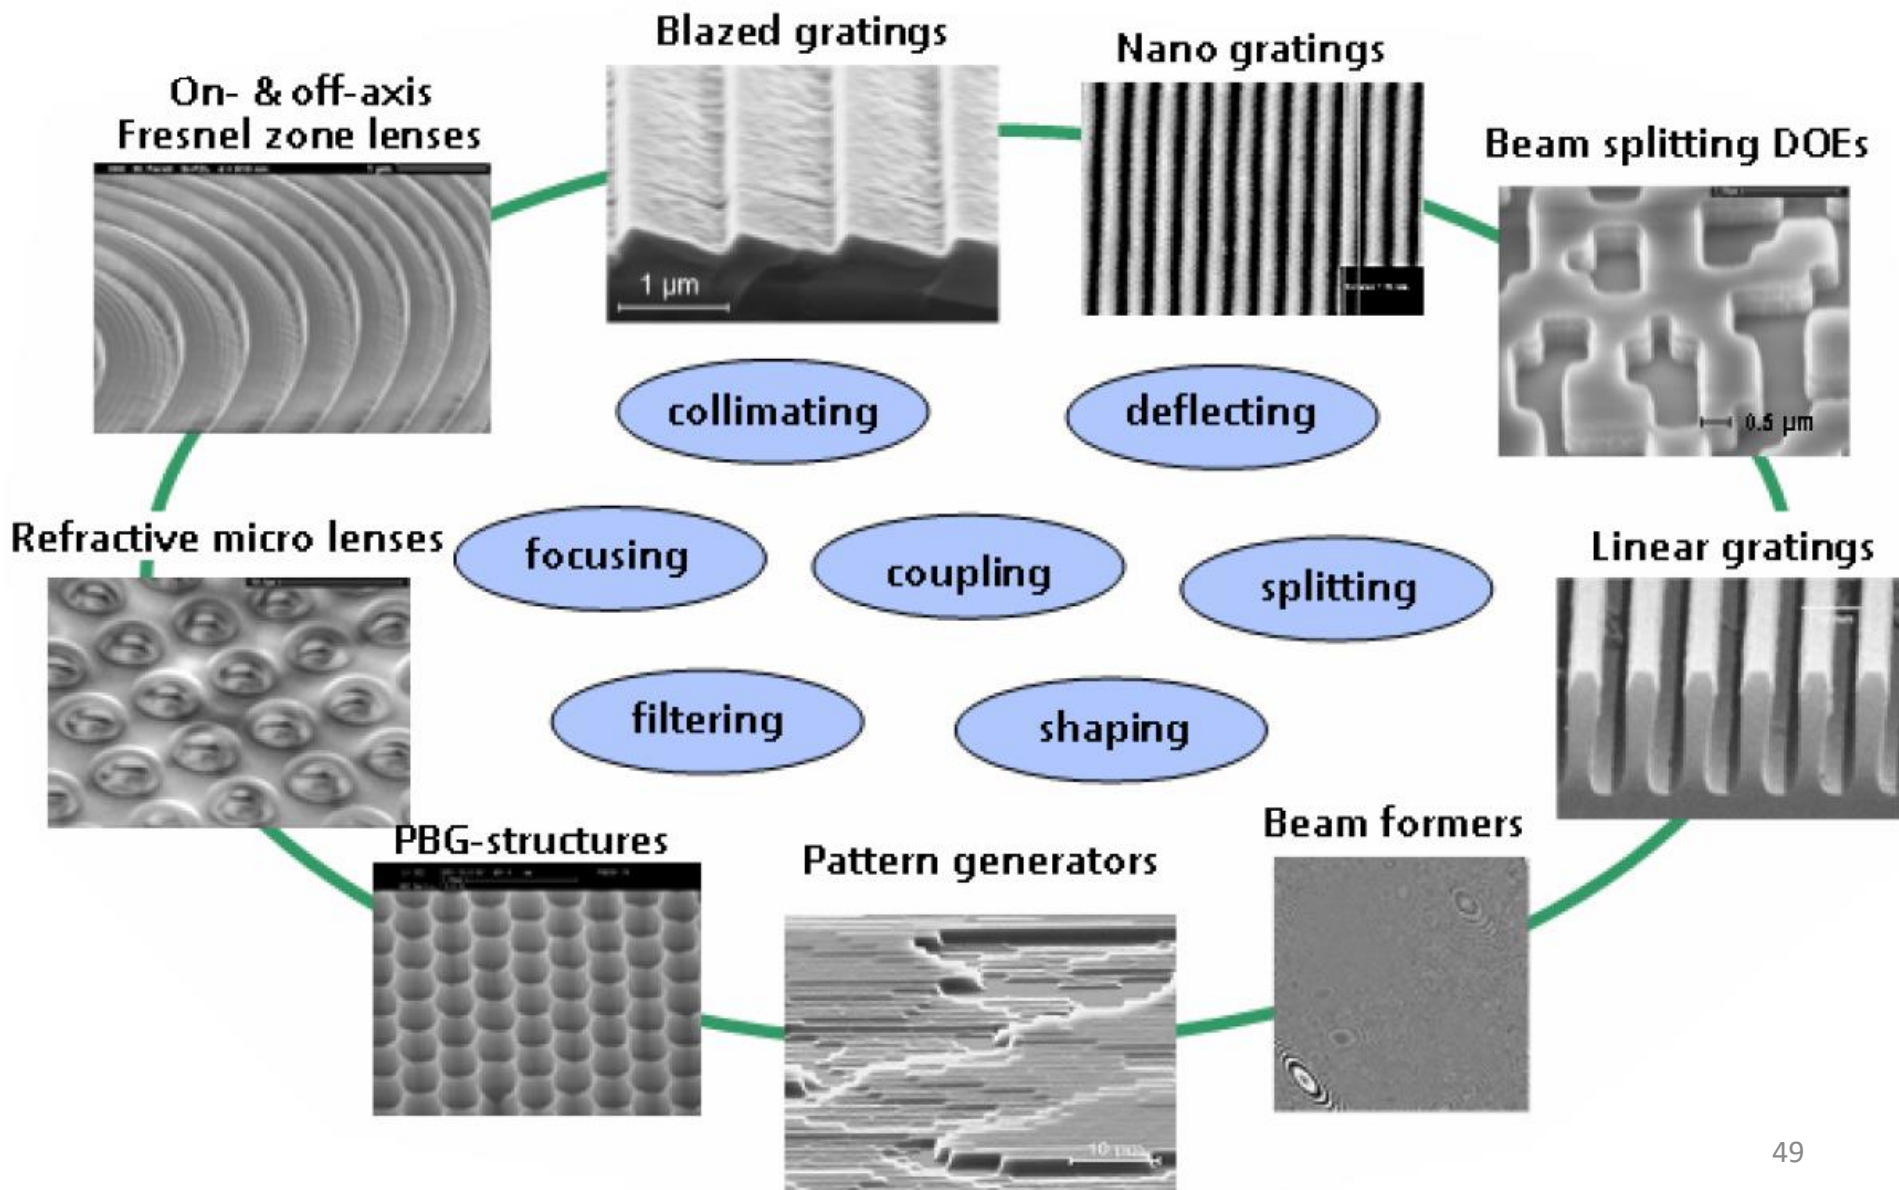 Blazed gratings
Nano gratings
On- & off-axis
Fresnel zone lenses
Beam splitting DOEs
1 µm
collimating
deflecting
0.5 µm
Refractive micro lenses
focusing
coupling
splitting
Linear gratings
filtering
shaping
PBG-structures
Pattern generators
Beam formers
10 µm
49